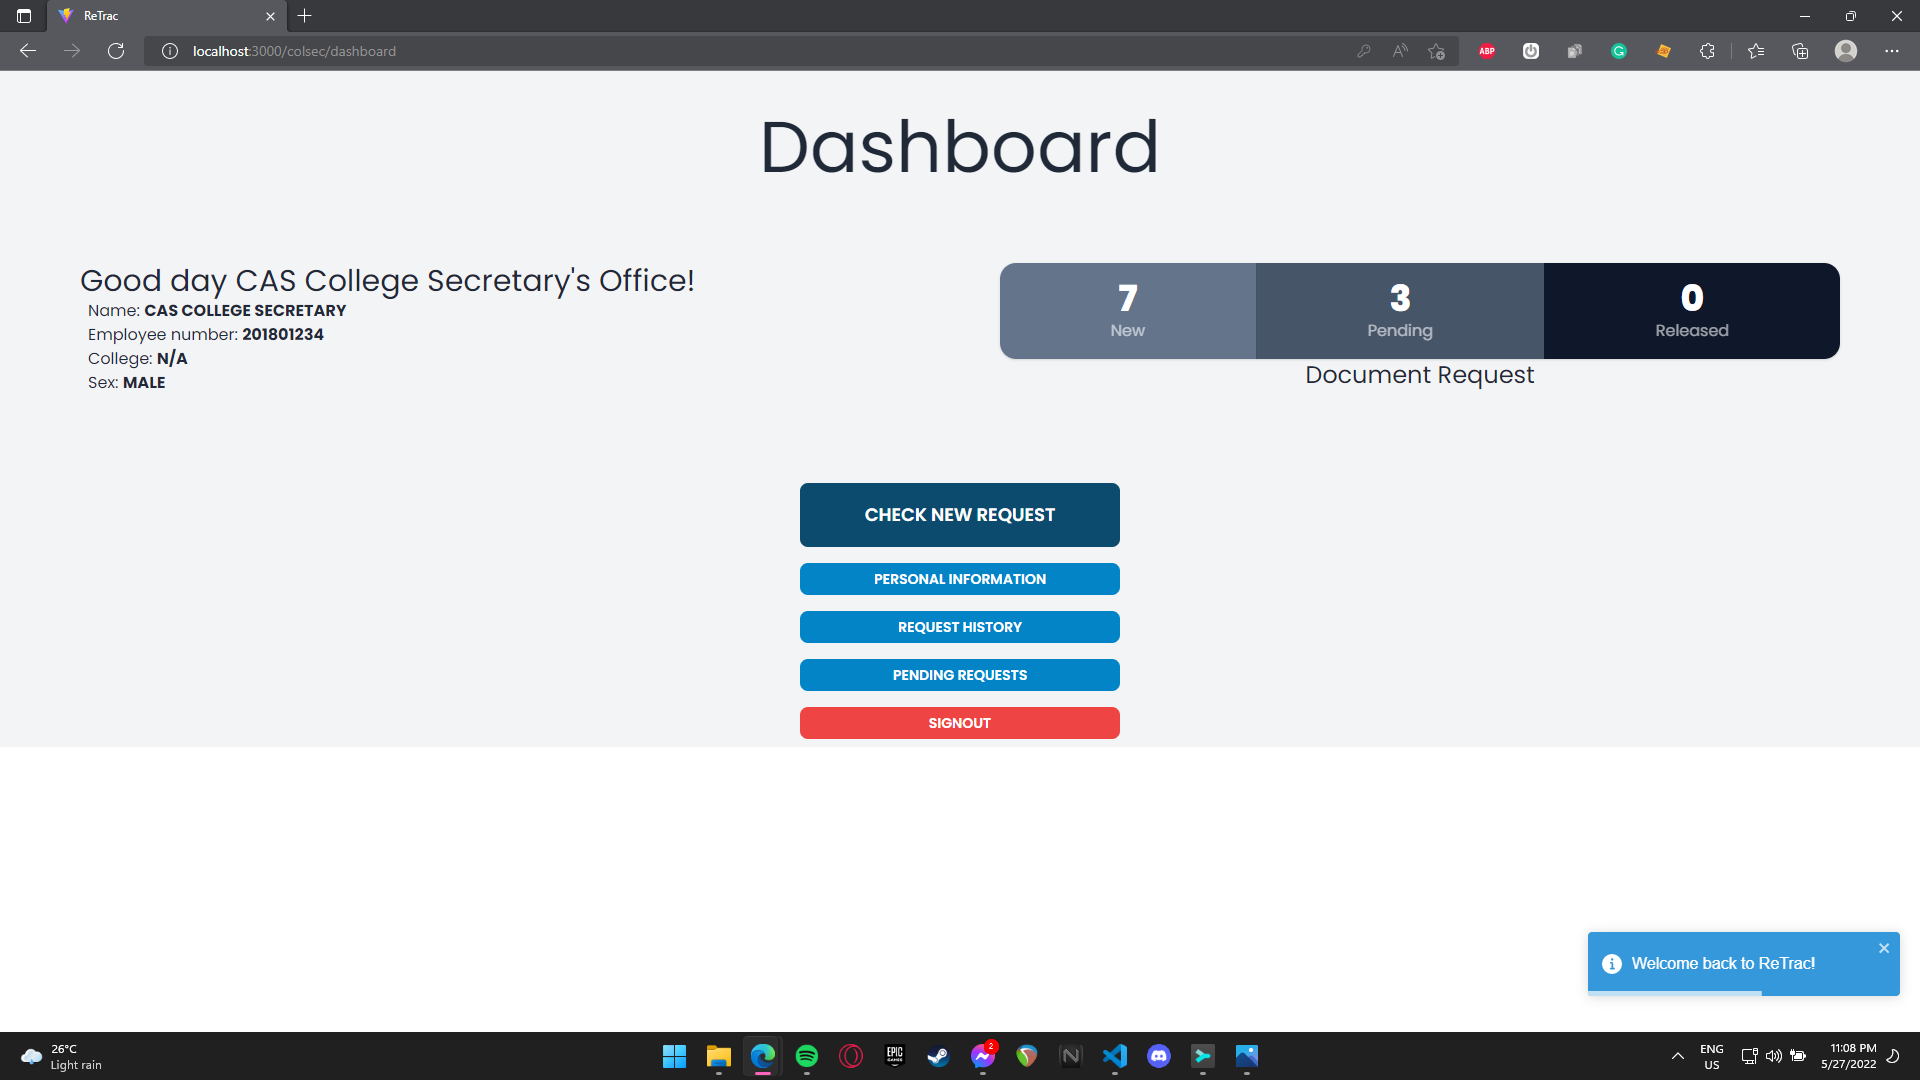 ReTrac
localhost:3000/colsec/dashboard
ABP
Dashboard
Good day CAS College Secretary's Office!
Name: CAS COLLEGE SECRETARY
Employee number: 201801234
College: N/A
Sex: MALE
7 3 0
New Pending Released
Document Request
CHECK NEW REQUEST
PERSONAL INFORMATION
REQUEST HISTORY
PENDING REQUESTS
SIGNOUT
Welcome back to ReTrac!
26°C
Light rain
EPIC
GAMES
2
ENG
US
11:08 PM
5/27/2022